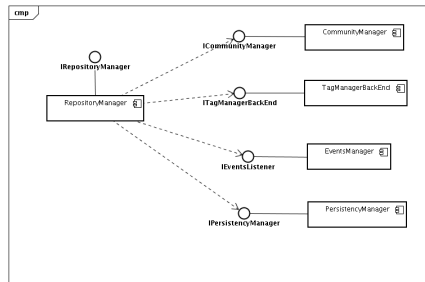 cmp
CommunityManager
ICommunityManager
IRepositoryManager
TagManagerBackEnd
RepositoryManager
ITagManagerBackEnd
EventsManager
IEventsListener
PersistencyManager
IPersistencyManager